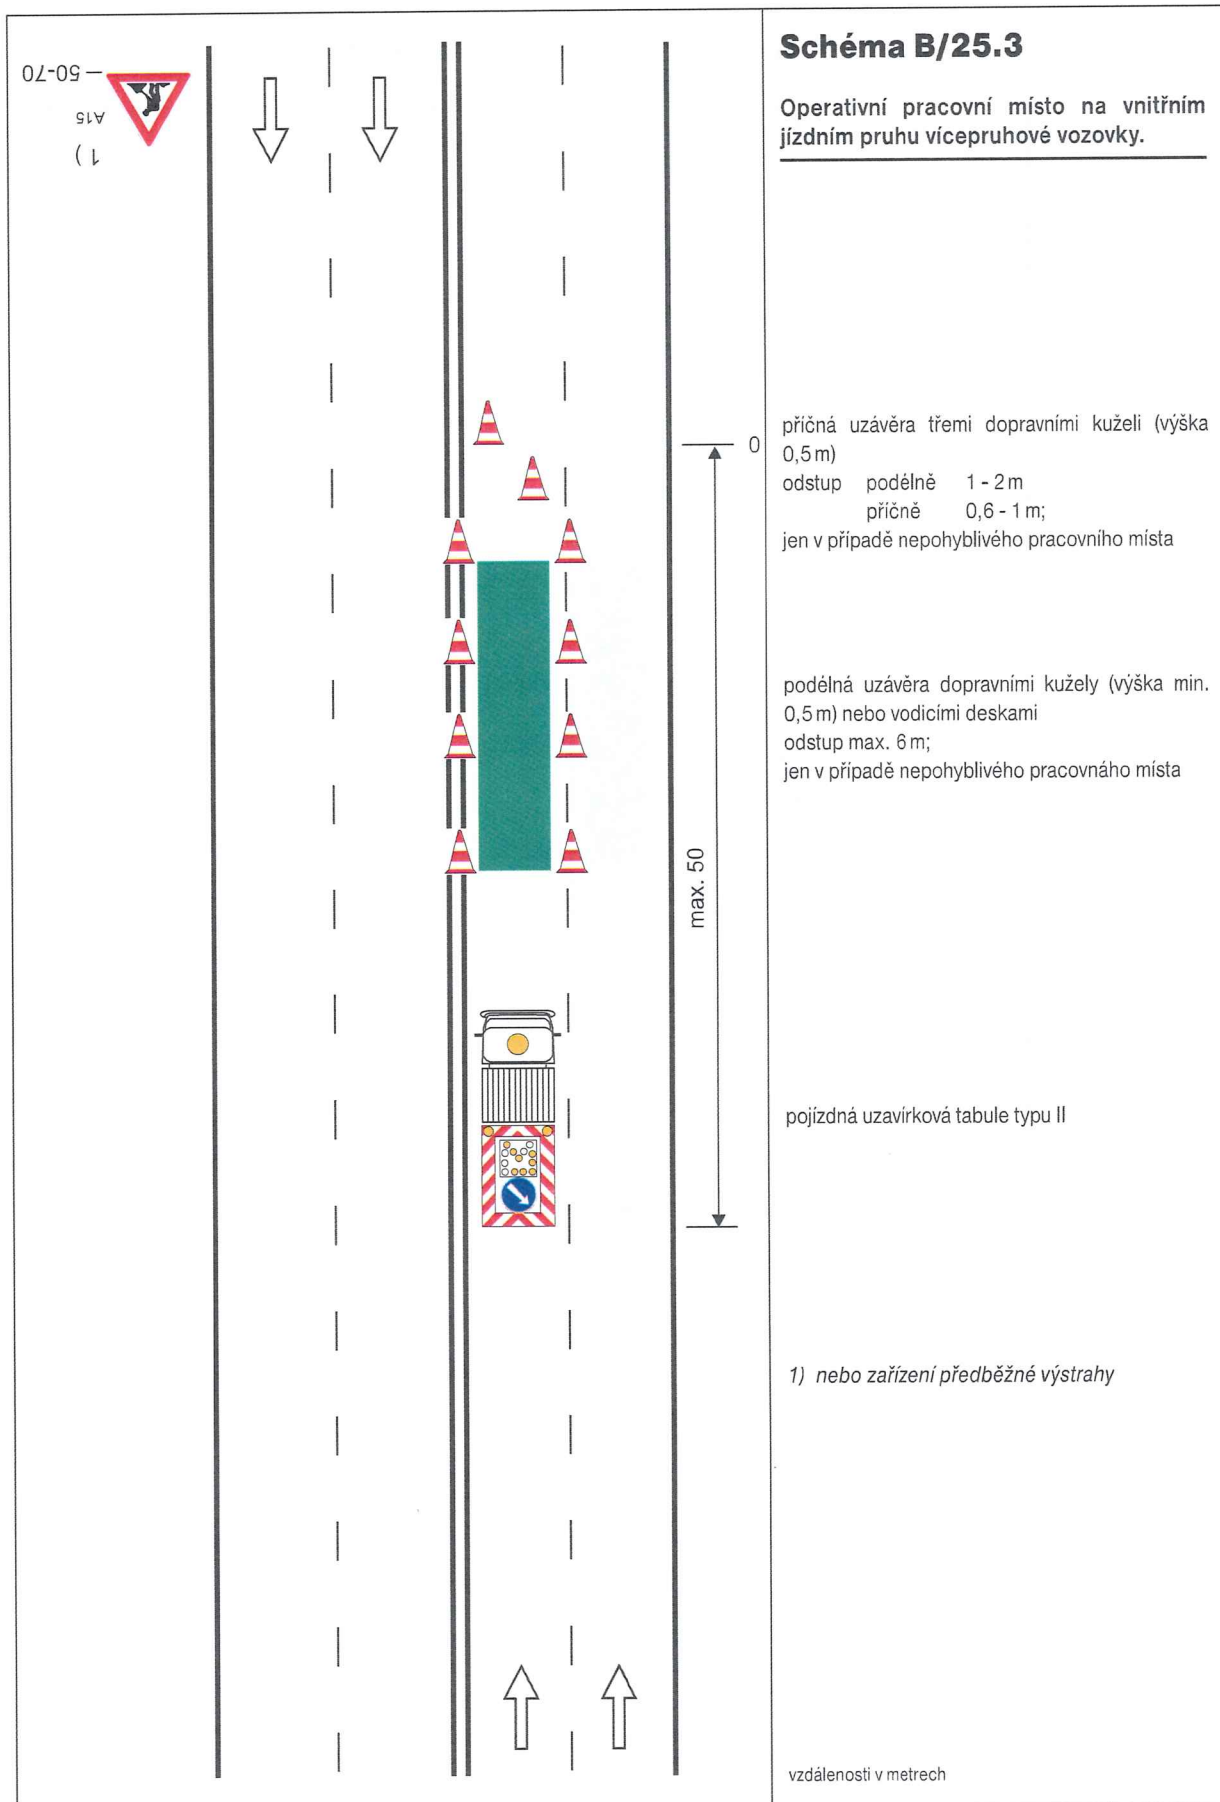 Schéma B/25.3
Operativní pracovní místo na vnitřním
jízdním pruhu vícepruhové vozovky.
50-70
A15
1)
0
příčná uzávěra třemi dopravními kuželi (výška
0,5 m)
odstup podélně 1 - 2 m
příčně 0,6 - 1 m;
jen v případě nepohyblivého pracovního místa
podélná uzávěra dopravními kužely (výška min.
0,5 m) nebo vodicími deskami
odstup max. 6 m;
jen v případě nepohyblivého pracovnáho místa
max. 50
pojízdná uzavírková tabule typu II
1) nebo zařízení předběžné výstrahy
vzdálenosti v metrech